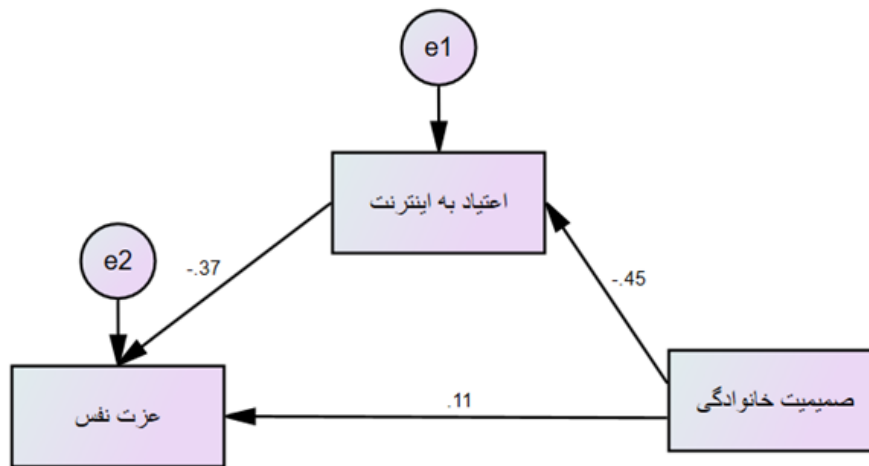 e1
اعتیاد به اینترنت
e2
-.37
-.45
صمیمیت خانوادگی
.11
عزت نفس